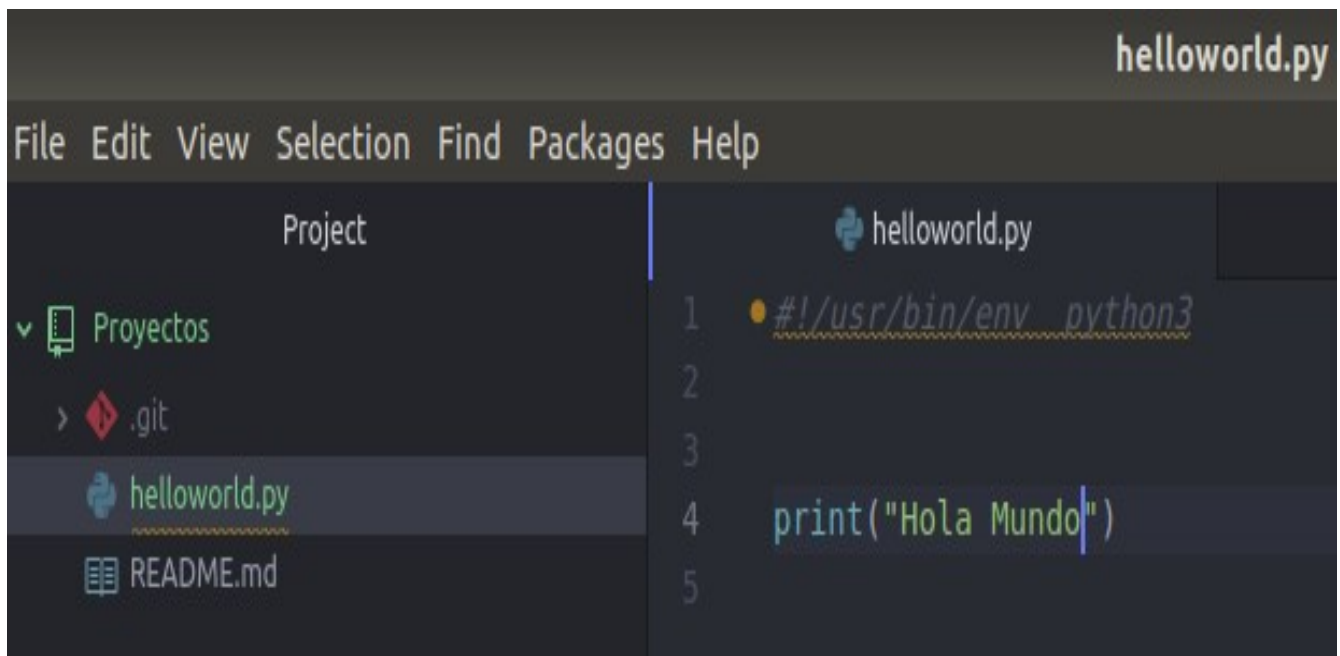 helloworld.py
File Edit View Selection Find Packages Help
Project
Proyectos
.git
helloworld.py
README.md
helloworld.py
1 #!/usr/bin/env python3
2
3
4 print("Hola Mundo")
5